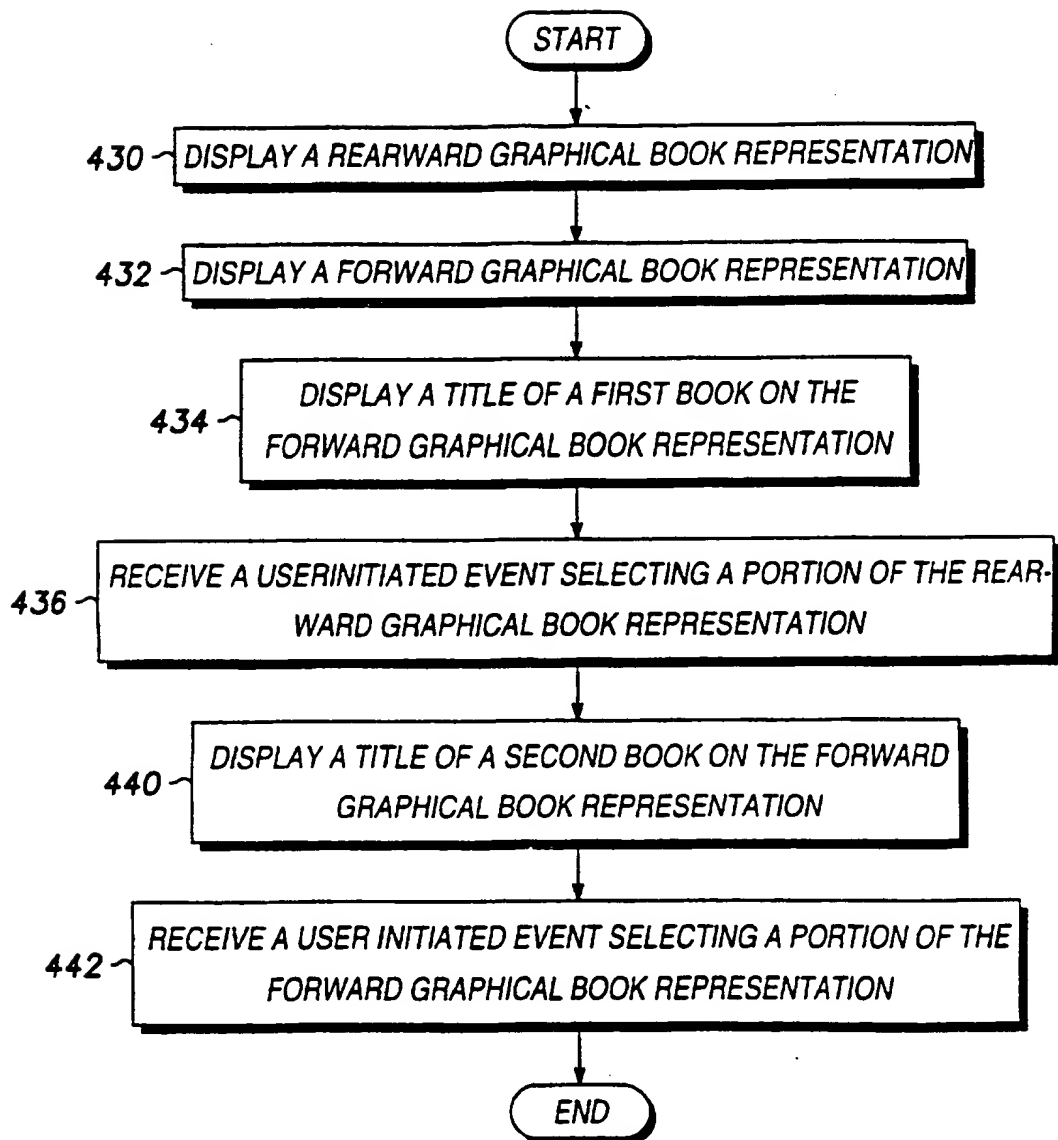 START
430 DISPLAY A REARWARD GRAPHICAL BOOK REPRESENTATION
432 DISPLAY A FORWARD GRAPHICAL BOOK REPRESENTATION
DISPLAY A TITLE OF A FIRST BOOK ON THE
434
FORWARD GRAPHICAL BOOK REPRESENTATION
RECEIVE A USERINITIATED EVENT SELECTING A PORTION OF THE REAR-
436
WARD GRAPHICAL BOOK REPRESENTATION
DISPLAY A TITLE OF A SECOND BOOK ON THE FORWARD
440
GRAPHICAL BOOK REPRESENTATION
RECEIVE A USER INITIATED EVENT SELECTING A PORTION OF THE
442
FORWARD GRAPHICAL BOOK REPRESENTATION
END